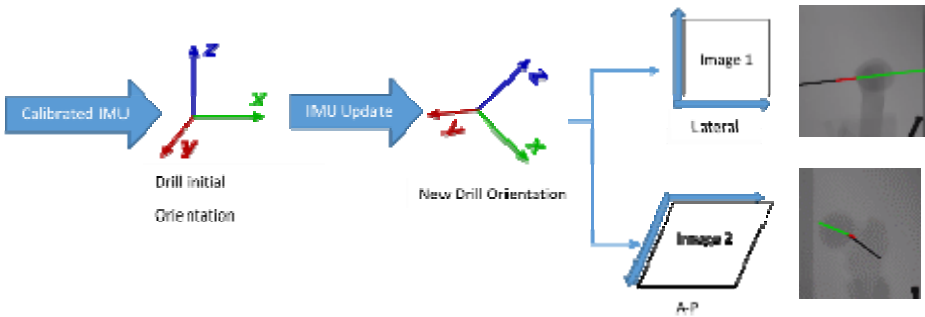 Calibrated IMU
z
x
y
Drill initial
Orientation
IMU Update
z
y
x
New Drill Orientation
Image 1
Lateral
Image 2
A-P